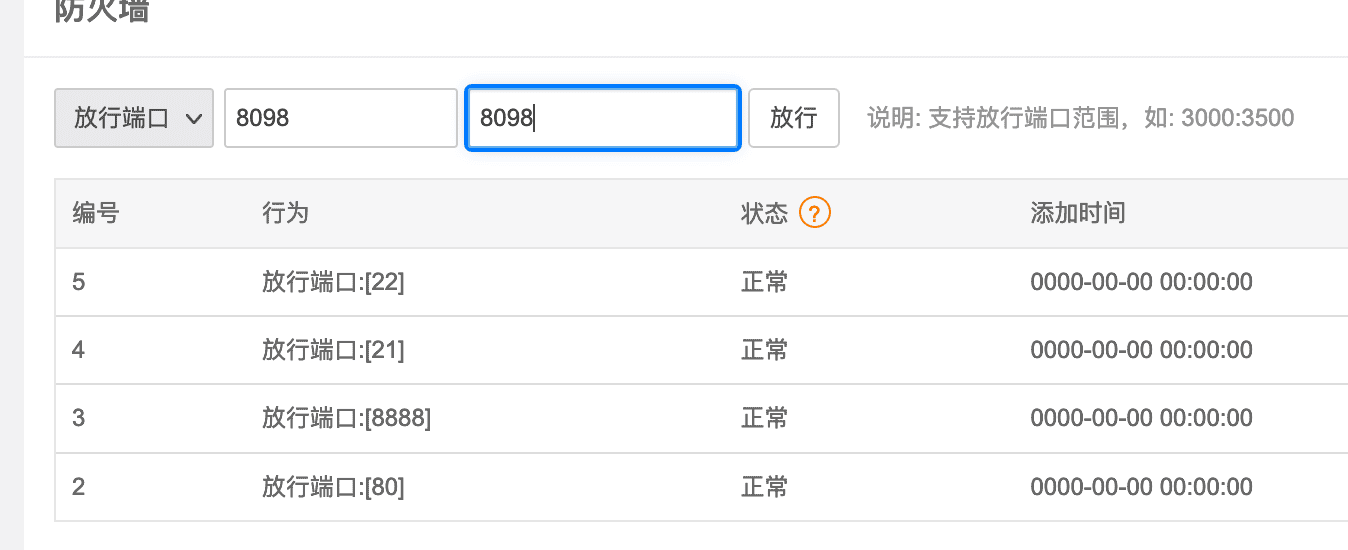 防火墙
放行端口 8098 8098 放行 说明: 支持放行端口范围，如: 3000:3500
编号 行为 状态 ? 添加时间
5 放行端口:[22] 正常 0000-00-00 00:00:00
4 放行端口:[21] 正常 0000-00-00 00:00:00
3 放行端口:[8888] 正常 0000-00-00 00:00:00
2 放行端口:[80] 正常 0000-00-00 00:00:00